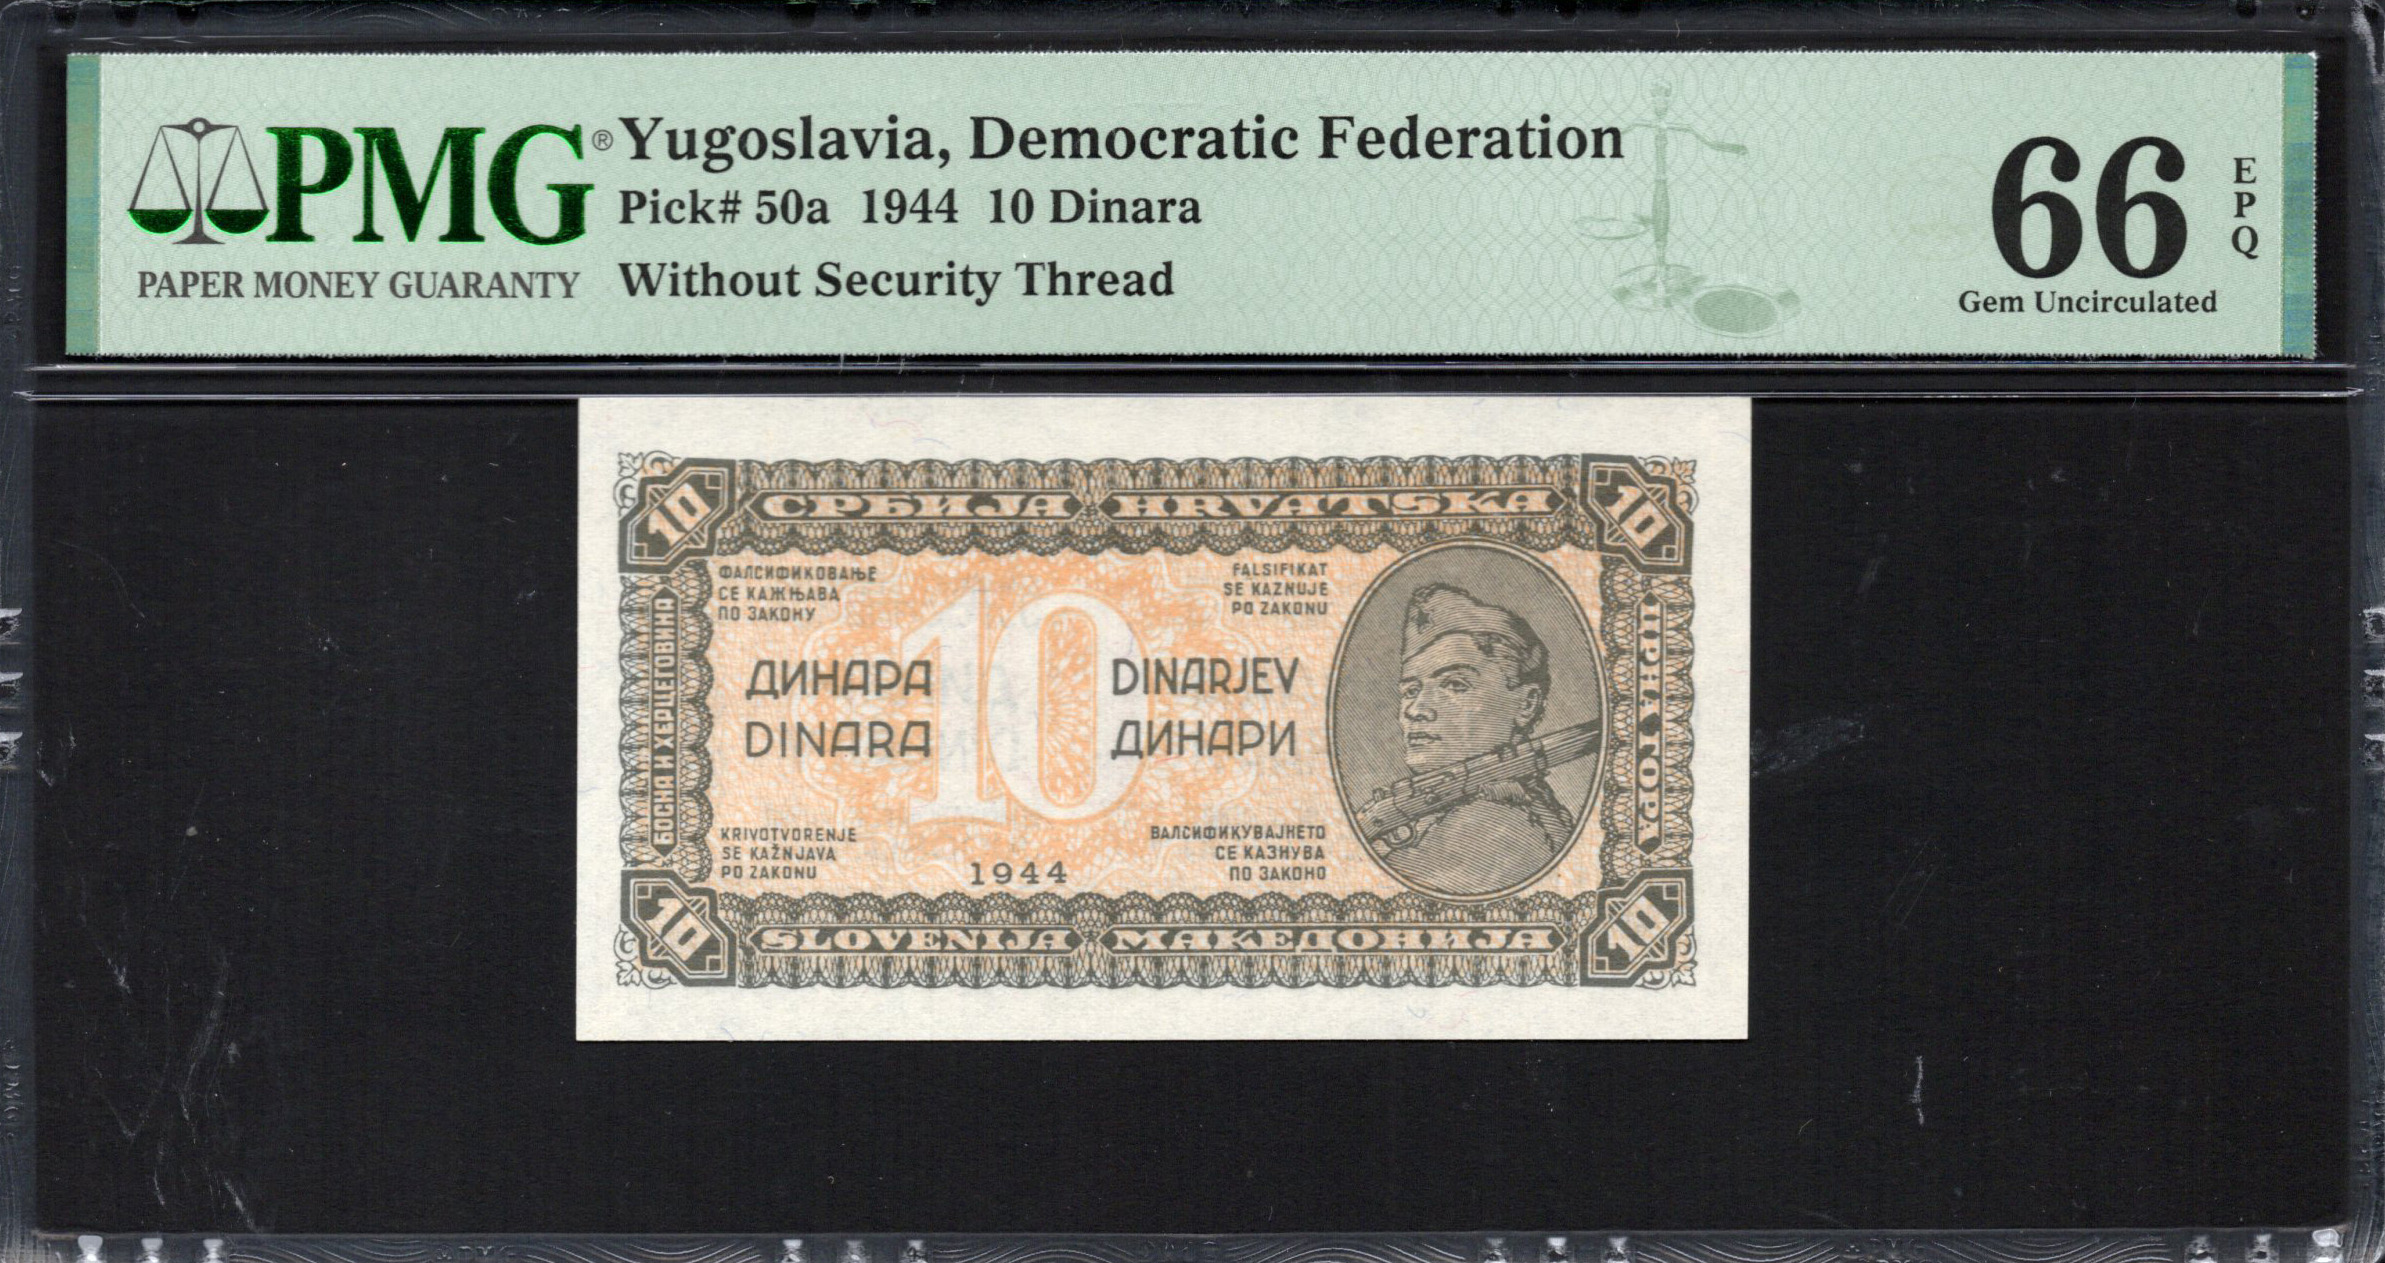 PMG®
PAPER MONEY GUARANTY
Yugoslavia, Democratic Federation
Pick# 50a 1944 10 Dinara
Without Security Thread
66
EPQ
Gem Uncirculated
10
СРБИЈА HRVATSKA
10
ФАЛСИФИКОВАЊЕ
СЕ КАЖЊАВА
ПО ЗАКОНУ
FALSIFIKAT
SE KAZNUJE
PO ZAKONU
БОСНА И ХЕРЦЕГОВИНА
10
ДИНАРА
DINARA
DINARJEV
ДИНАРИ
ЦРНА ГОРА
KRIVOTVORENJE
SE KAŽNJAVA
PO ZAKONU
1944
ВАЛСИФИКУВАЈНЕТО
СЕ КАЗНУВА
ПО ЗАКОНО
10
SLOVENIJA МАКЕДОНИЈА
10